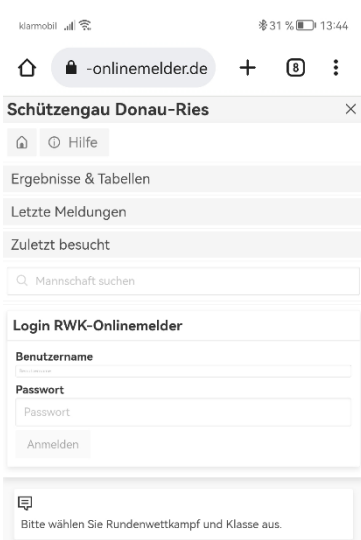 klarmobil 31 % 13:44
-onlinemelder.de 8
Schützengau Donau-Ries
Hilfe
Ergebnisse & Tabellen
Letzte Meldungen
Zuletzt besucht
Mannschaft suchen
Login RWK-Onlinemelder
Benutzername
Passwort
Passwort
Anmelden
Bitte wählen Sie Rundenwettkampf und Klasse aus.